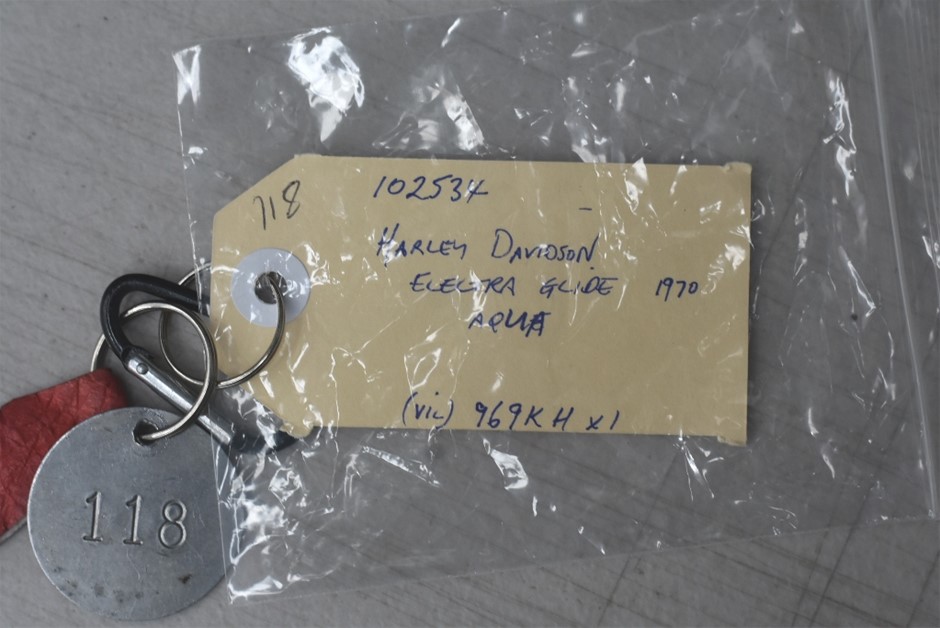 118
102534
HARLEY DAVIDSON
ELECTRA GLIDE 1970
AQUA
(VIC) 969KH x1
118